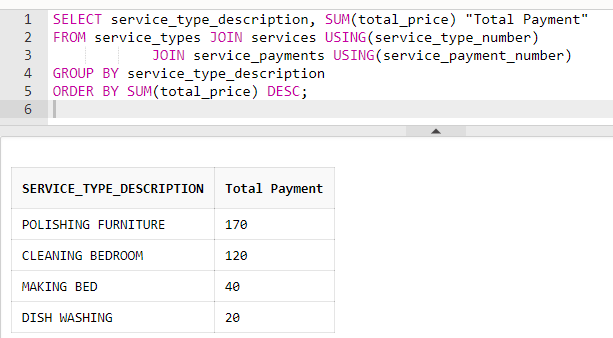 1 SELECT service_type_description, SUM(total_price) "Total Payment"
2 FROM service_types JOIN services USING(service_type_number)
3 JOIN service_payments USING(service_payment_number)
4 GROUP BY service_type_description
5 ORDER BY SUM(total_price) DESC;
6
SERVICE_TYPE_DESCRIPTION Total Payment
POLISHING FURNITURE 170
CLEANING BEDROOM 120
MAKING BED 40
DISH WASHING 20